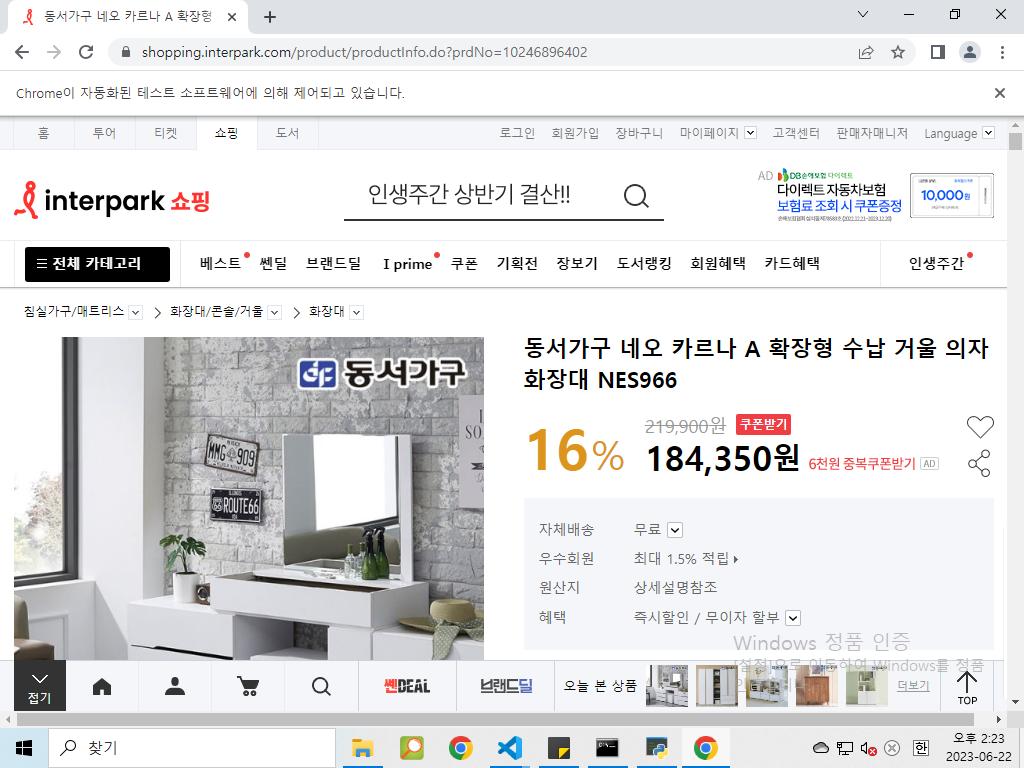 동서가구 네오 카르나 A 확장형
shopping.interpark.com/product/productInfo.do?prdNo=10246896402
Chrome이 자동화된 테스트 소프트웨어에 의해 제어되고 있습니다.
홈 투어 티켓 쇼핑 도서 로그인 회원가입 장바구니 마이페이지 고객센터 판매자매니저 Language
AD DB손해보험 다이렉트
다이렉트 자동차보험
보험료 조회 시 쿠폰증정
10,000원
interpark 쇼핑
인생주간 상반기 결산!!
전체 카테고리 베스트 쎈딜 브랜드딜 I prime 쿠폰 기획전 장보기 도서랭킹 회원혜택 카드혜택 인생주간
침실가구/매트리스 화장대/콘솔/거울 화장대
동서가구
MMG 909
ILLINOIS
ROUTE66
동서가구 네오 카르나 A 확장형 수납 거울 의자
화장대 NES966
16% 219,900원 쿠폰받기
184,350원 6천원 중복쿠폰받기 AD
자체배송 무료
우수회원 최대 1.5% 적립
원산지 상세설명참조
혜택 즉시할인 / 무이자 할부
Windows 정품 인증
[설정]으로 이동하여 Windows를 정품
접기 쎈DEAL 브랜드딜 오늘 본 상품 더보기 TOP
찾기
한
오후 2:23
2023-06-22